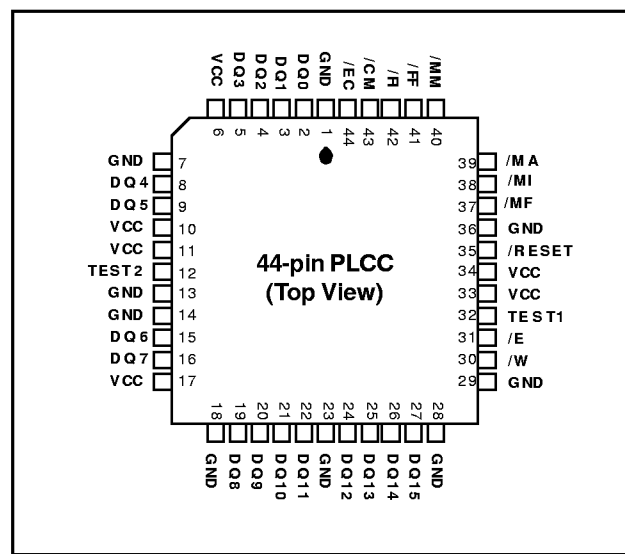 VCC DQ3 DQ2 DQ1 DQ0 GND /EC /CM /FI /FF /MM
6 5 4 3 2 1 44 43 42 41 40
GND 7
DQ4 8
DQ5 9
VCC 10
VCC 11
TEST2 12
GND 13
GND 14
DQ6 15
DQ7 16
VCC 17
44-pin PLCC
(Top View)
39 /MA
38 /MI
37 /MF
36 GND
35 /RESET
34 VCC
33 VCC
32 TEST1
31 /E
30 /W
29 GND
18 19 20 21 22 23 24 25 26 27 28
GND DQ8 DQ9 DQ10 DQ11 GND DQ12 DQ13 DQ14 DQ15 GND